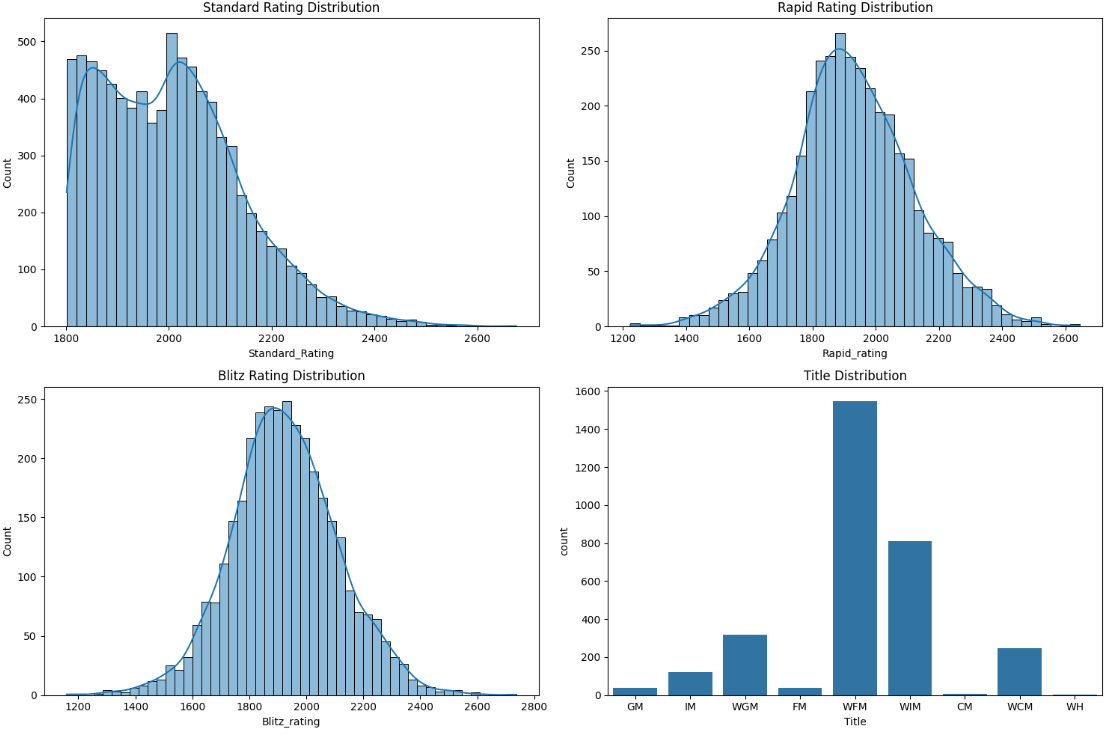 Standard Rating Distribution
500
400
300
200
100
0
Count
1800 2000 2200 2400 2600
Standard_Rating
Rapid Rating Distribution
250
200
150
100
50
0
Count
1200 1400 1600 1800 2000 2200 2400 2600
Rapid_rating
Blitz Rating Distribution
250
200
150
100
50
0
Count
1200 1400 1600 1800 2000 2200 2400 2600 2800
Blitz_rating
Title Distribution
1600
1400
1200
1000
800
600
400
200
0
count
GM IM WGM FM WFM WIM CM WCM WH
Title